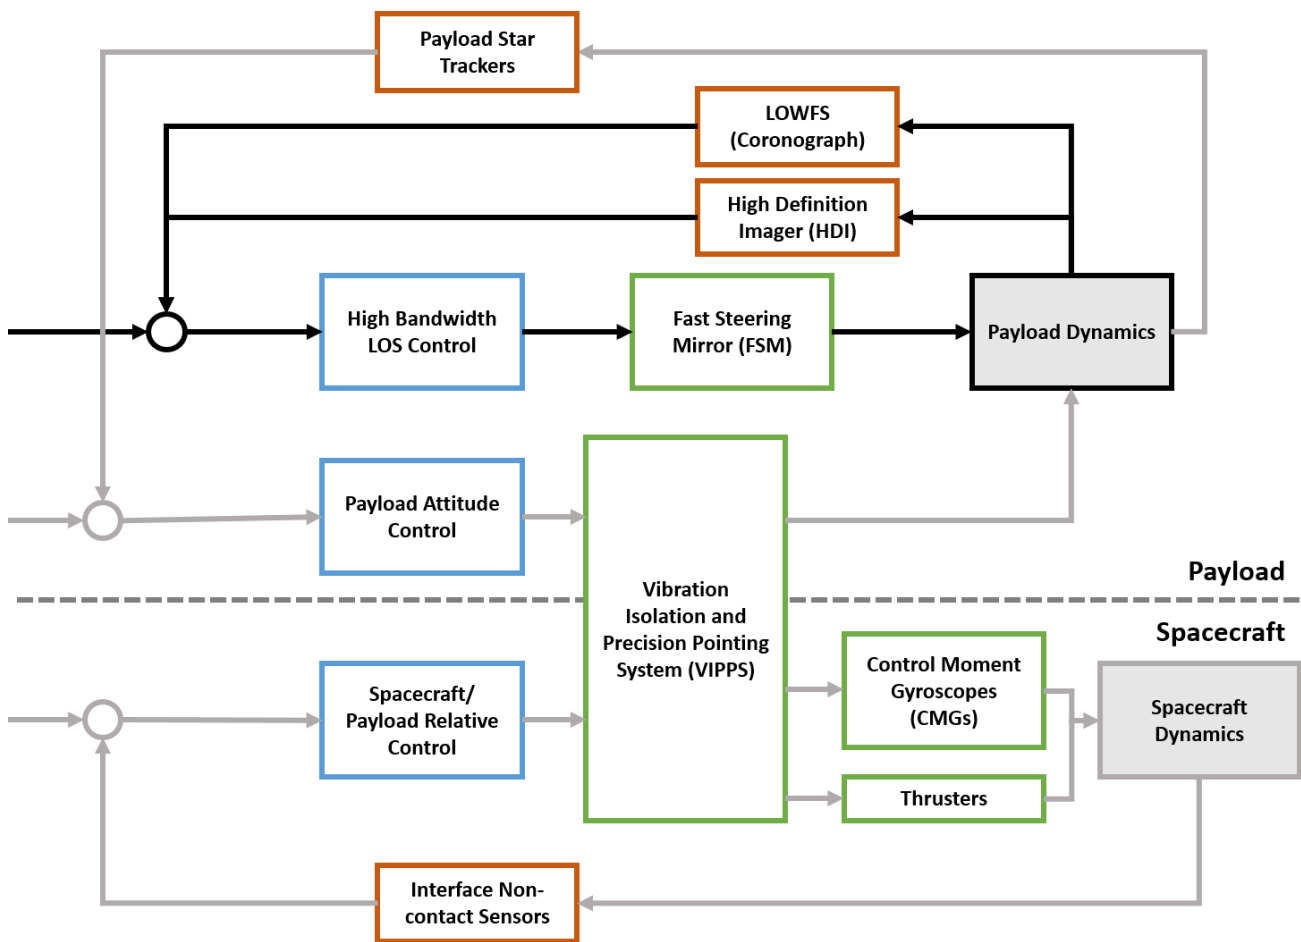 Payload Star
Trackers
LOWFS
(Coronograph)
High Definition
Imager (HDI)
High Bandwidth
LOS Control
Fast Steering
Mirror (FSM)
Payload Dynamics
Payload Attitude
Control
Vibration
Isolation and
Precision Pointing
System (VIPPS)
Payload
Spacecraft
Spacecraft/
Payload Relative
Control
Control Moment
Gyroscopes
(CMGs)
Spacecraft
Dynamics
Thrusters
Interface Non-
contact Sensors